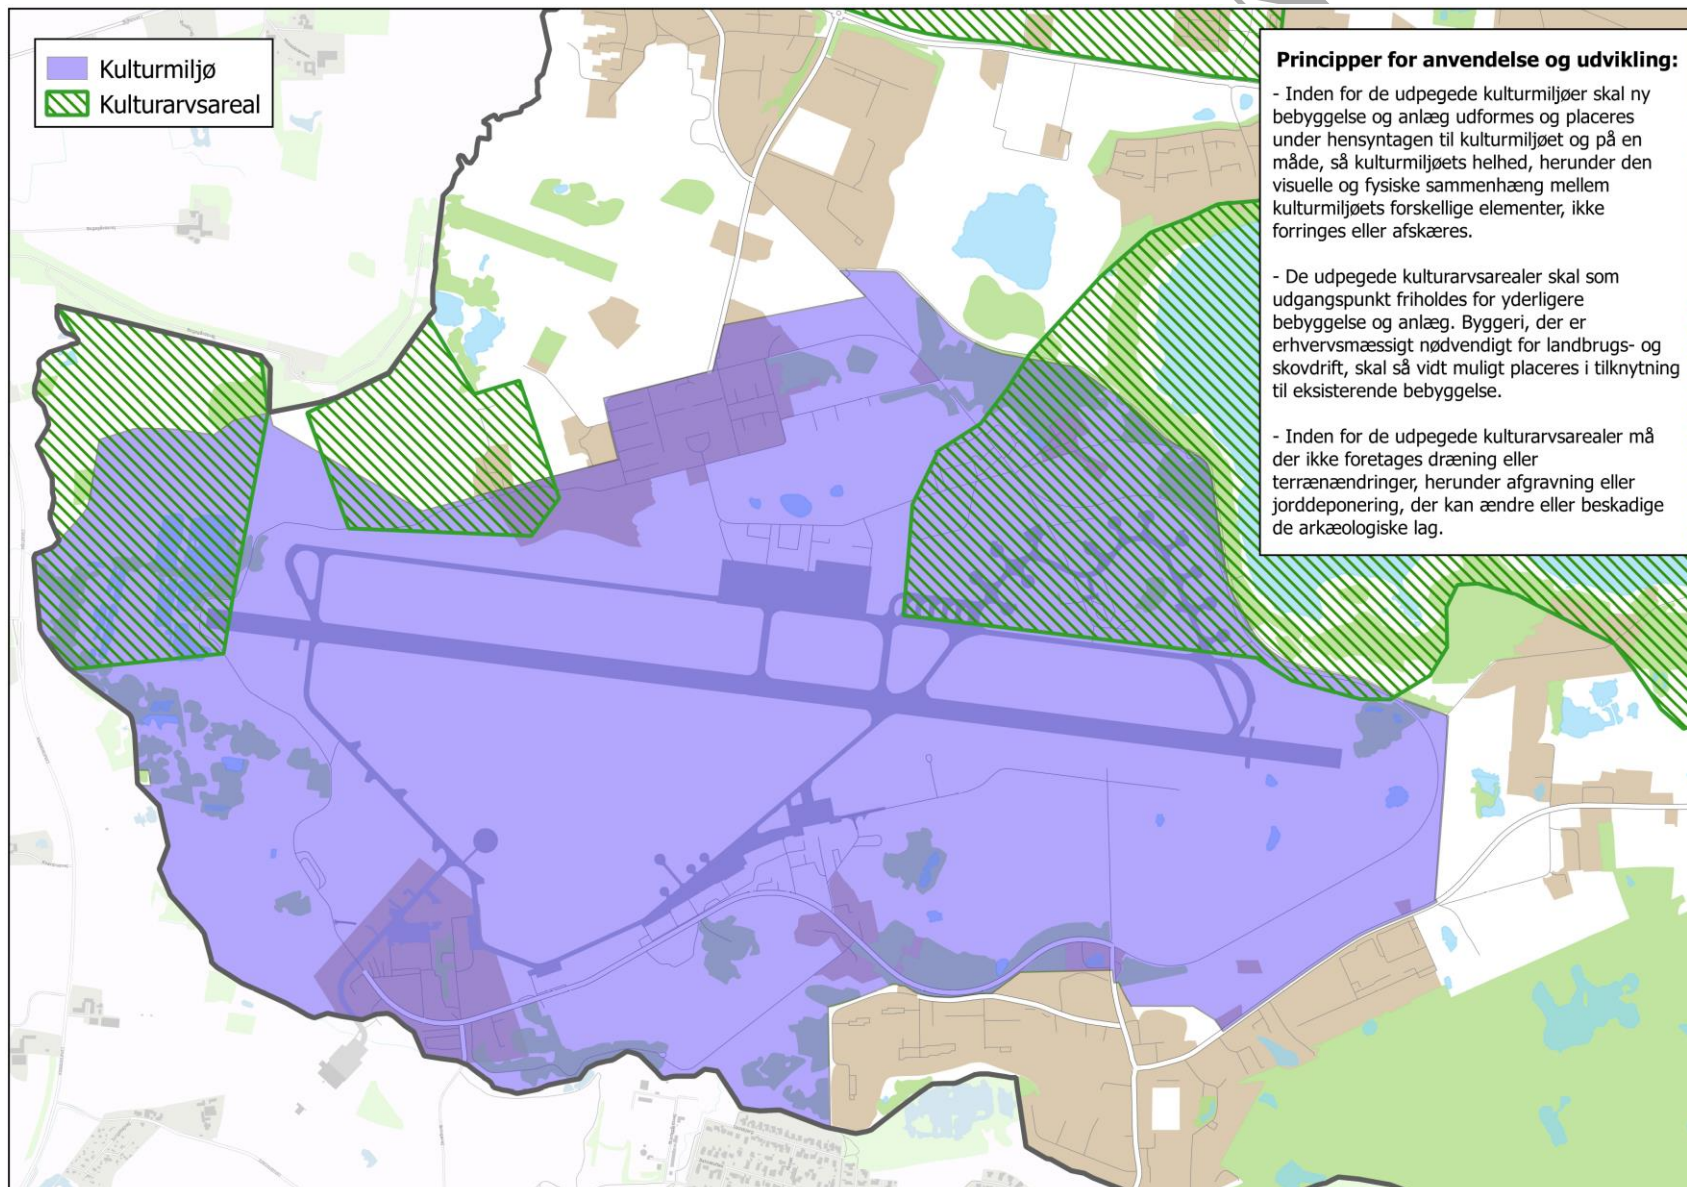 Kulturmiljø
Kulturarvsareal
Principper for anvendelse og udvikling:
- Inden for de udpegede kulturmiljøer skal ny
bebyggelse og anlæg udformes og placeres
under hensyntagen til kulturmiljøet og på en
måde, så kulturmiljøets helhed, herunder den
visuelle og fysiske sammenhæng mellem
kulturmiljøets forskellige elementer, ikke
forringes eller afskæres.
- De udpegede kulturarvsarealer skal som
udgangspunkt friholdes for yderligere
bebyggelse og anlæg. Byggeri, der er
erhvervsmæssigt nødvendigt for landbrugs- og
skovdrift, skal så vidt muligt placeres i tilknytning
til eksisterende bebyggelse.
- Inden for de udpegede kulturarvsarealer må
der ikke foretages dræning eller
terrænændringer, herunder afgravning eller
jorddeponering, der kan ændre eller beskadige
de arkæologiske lag.